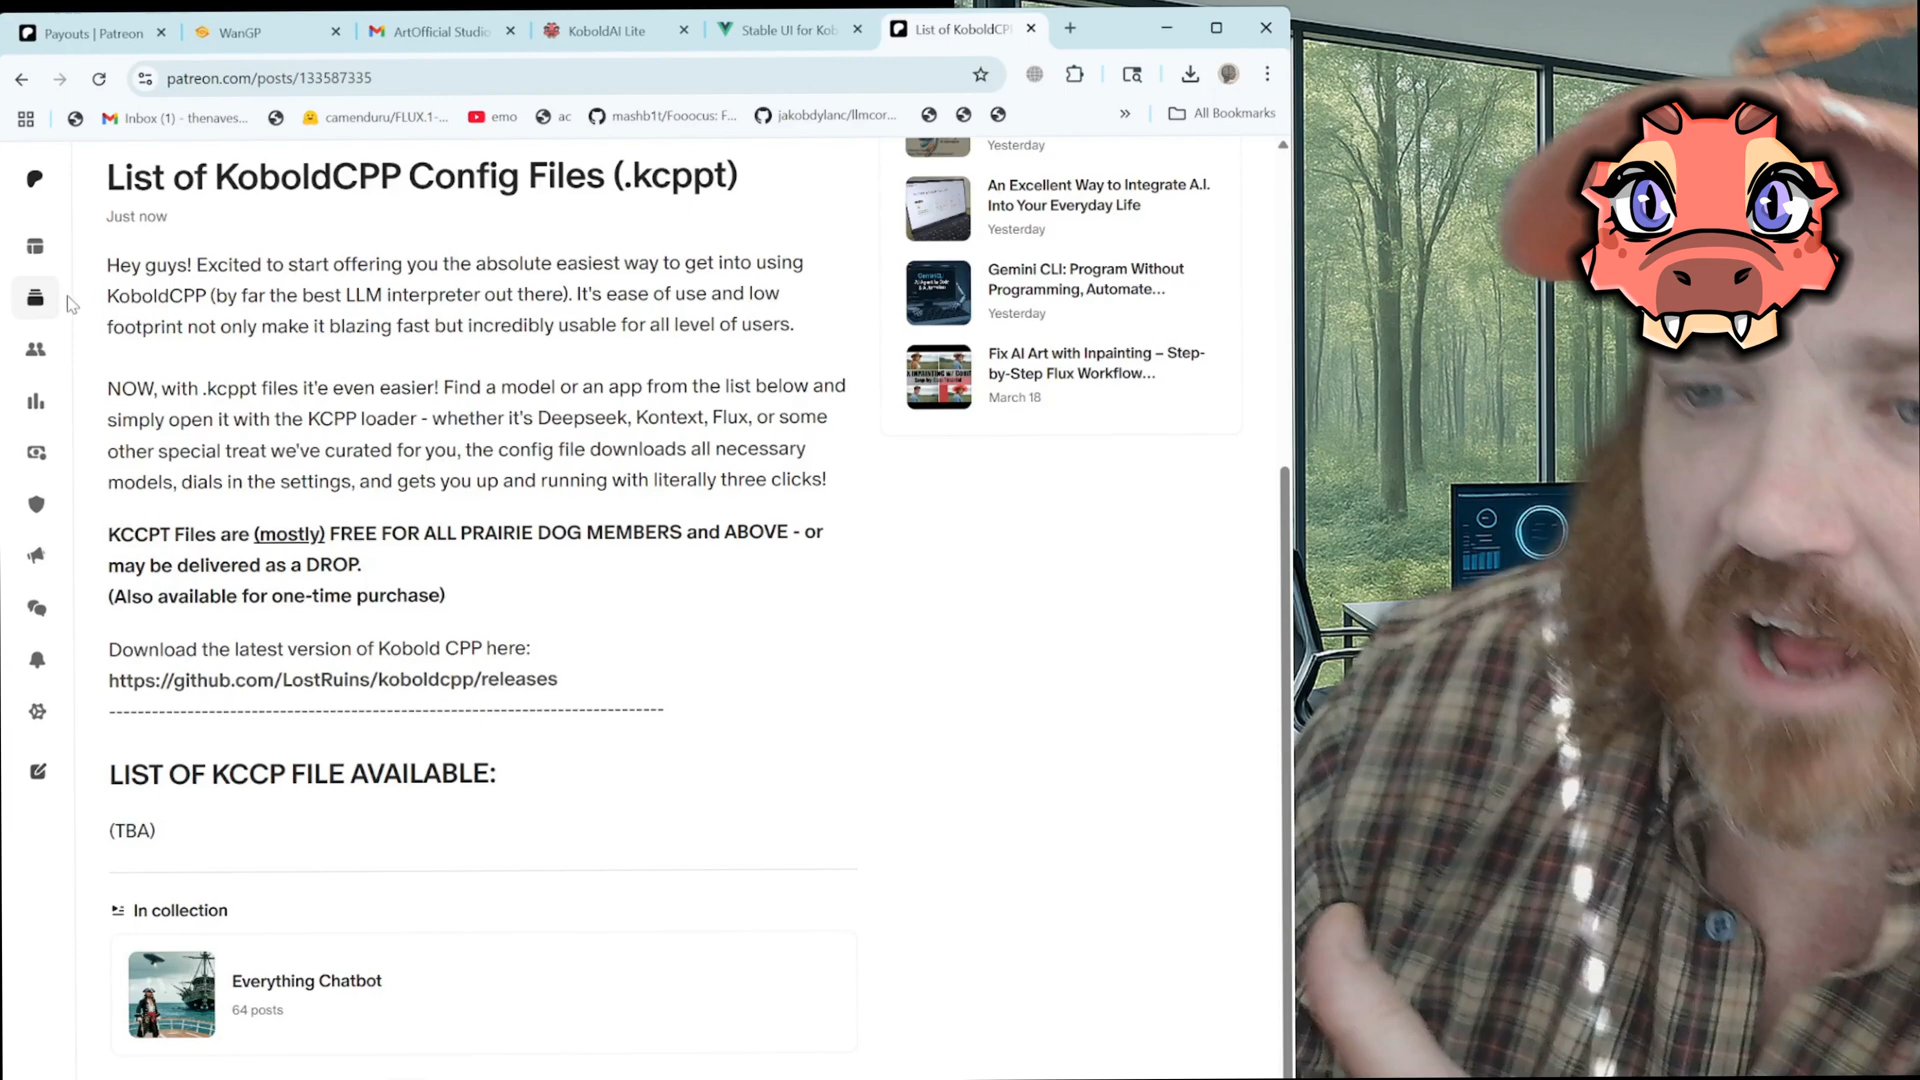 Payouts | Patreon
WanGP
ArtOfficial Studio
KoboldAI Lite
Stable UI for Kob
List of KoboldCP
patreon.com/posts/133587335
Inbox (1) - thenaves...
camenduru/FLUX.1-...
emo
ac
mashb1t/Fooocus: F...
jakobdylanc/llmcor...
All Bookmarks
List of KoboldCPP Config Files (.kcppt)
Just now
Hey guys! Excited to start offering you the absolute easiest way to get into using
KoboldCPP (by far the best LLM interpreter out there). It's ease of use and low
footprint not only make it blazing fast but incredibly usable for all level of users.
NOW, with .kcppt files it'e even easier! Find a model or an app from the list below and
simply open it with the KCPP loader - whether it's Deepseek, Kontext, Flux, or some
other special treat we've curated for you, the config file downloads all necessary
models, dials in the settings, and gets you up and running with literally three clicks!
KCCPT Files are (mostly) FREE FOR ALL PRAIRIE DOG MEMBERS and ABOVE - or
may be delivered as a DROP.
(Also available for one-time purchase)
Download the latest version of Kobold CPP here:
https://github.com/LostRuins/koboldcpp/releases
------------------------------------------------------------------------------
LIST OF KCCP FILE AVAILABLE:
(TBA)
In collection
Everything Chatbot
64 posts
Yesterday
An Excellent Way to Integrate A.I.
Into Your Everyday Life
Yesterday
Gemini CLI: Program Without
Programming, Automate...
Yesterday
Fix AI Art with Inpainting – Step-
by-Step Flux Workflow...
March 18